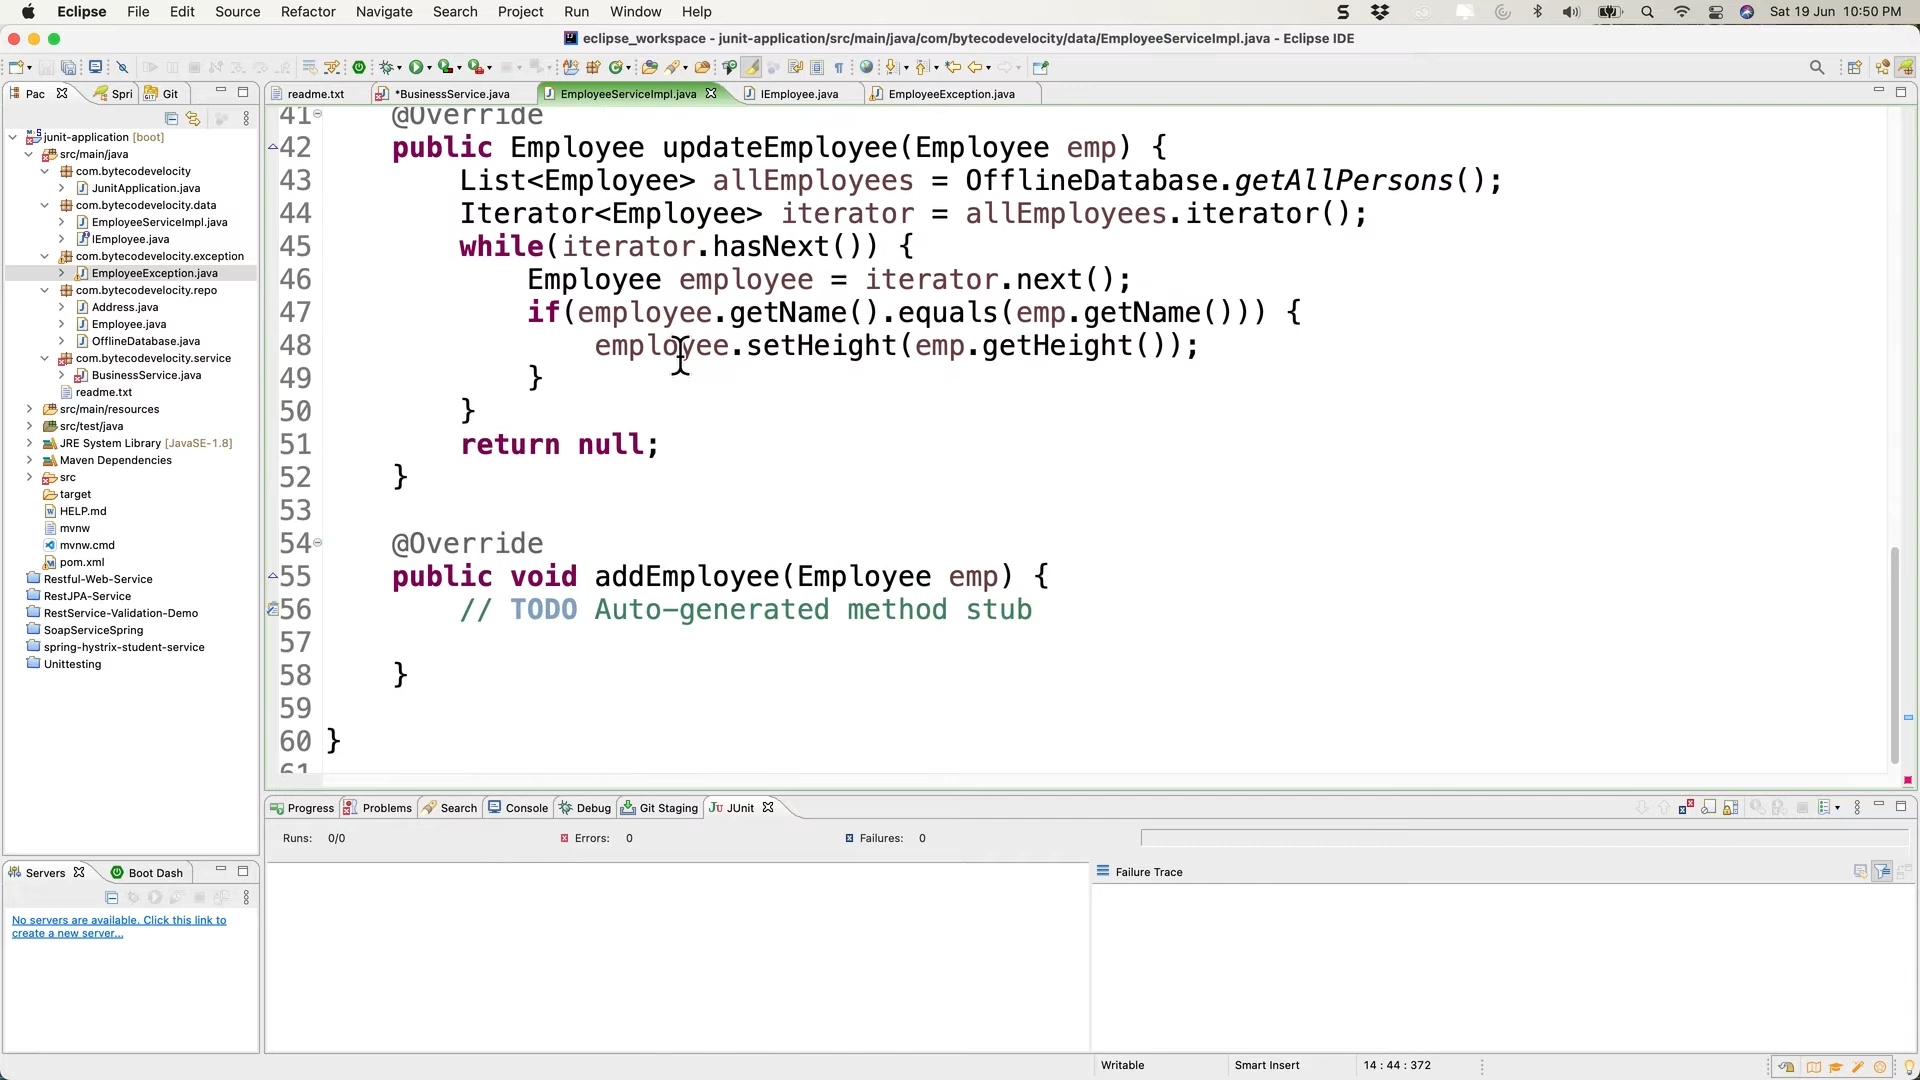 Eclipse File Edit Source Refactor Navigate Search Project Run Window Help Sat 19 Jun 10:50 PM
eclipse_workspace - junit-application/src/main/java/com/bytecodevelocity/data/EmployeeServiceImpl.java - Eclipse IDE
Pac Spri Git
readme.txt *BusinessService.java EmployeeServiceImpl.java IEmployee.java EmployeeException.java
junit-application [boot]
src/main/java
com.bytecodevelocity
JunitApplication.java
com.bytecodevelocity.data
EmployeeServiceImpl.java
IEmployee.java
com.bytecodevelocity.exception
EmployeeException.java
com.bytecodevelocity.repo
Address.java
Employee.java
OfflineDatabase.java
com.bytecodevelocity.service
BusinessService.java
readme.txt
src/main/resources
src/test/java
JRE System Library [JavaSE-1.8]
Maven Dependencies
src
target
HELP.md
mvnw
mvnw.cmd
pom.xml
Restful-Web-Service
RestJPA-Service
RestService-Validation-Demo
SoapServiceSpring
spring-hystrix-student-service
Unittesting
41 @Override
42 public Employee updateEmployee(Employee emp) {
43 List<Employee> allEmployees = OfflineDatabase.getAllPersons();
44 Iterator<Employee> iterator = allEmployees.iterator();
45 while(iterator.hasNext()) {
46 Employee employee = iterator.next();
47 if(employee.getName().equals(emp.getName())) {
48 employee.setHeight(emp.getHeight());
49 }
50 }
51 return null;
52 }
53
54 @Override
55 public void addEmployee(Employee emp) {
56 // TODO Auto-generated method stub
57
58 }
59
60 }
61
Progress Problems Search Console Debug Git Staging JUnit
Runs: 0/0 Errors: 0 Failures: 0
Failure Trace
Servers Boot Dash
No servers are available. Click this link to
create a new server...
Writable Smart Insert 14 : 44 : 372